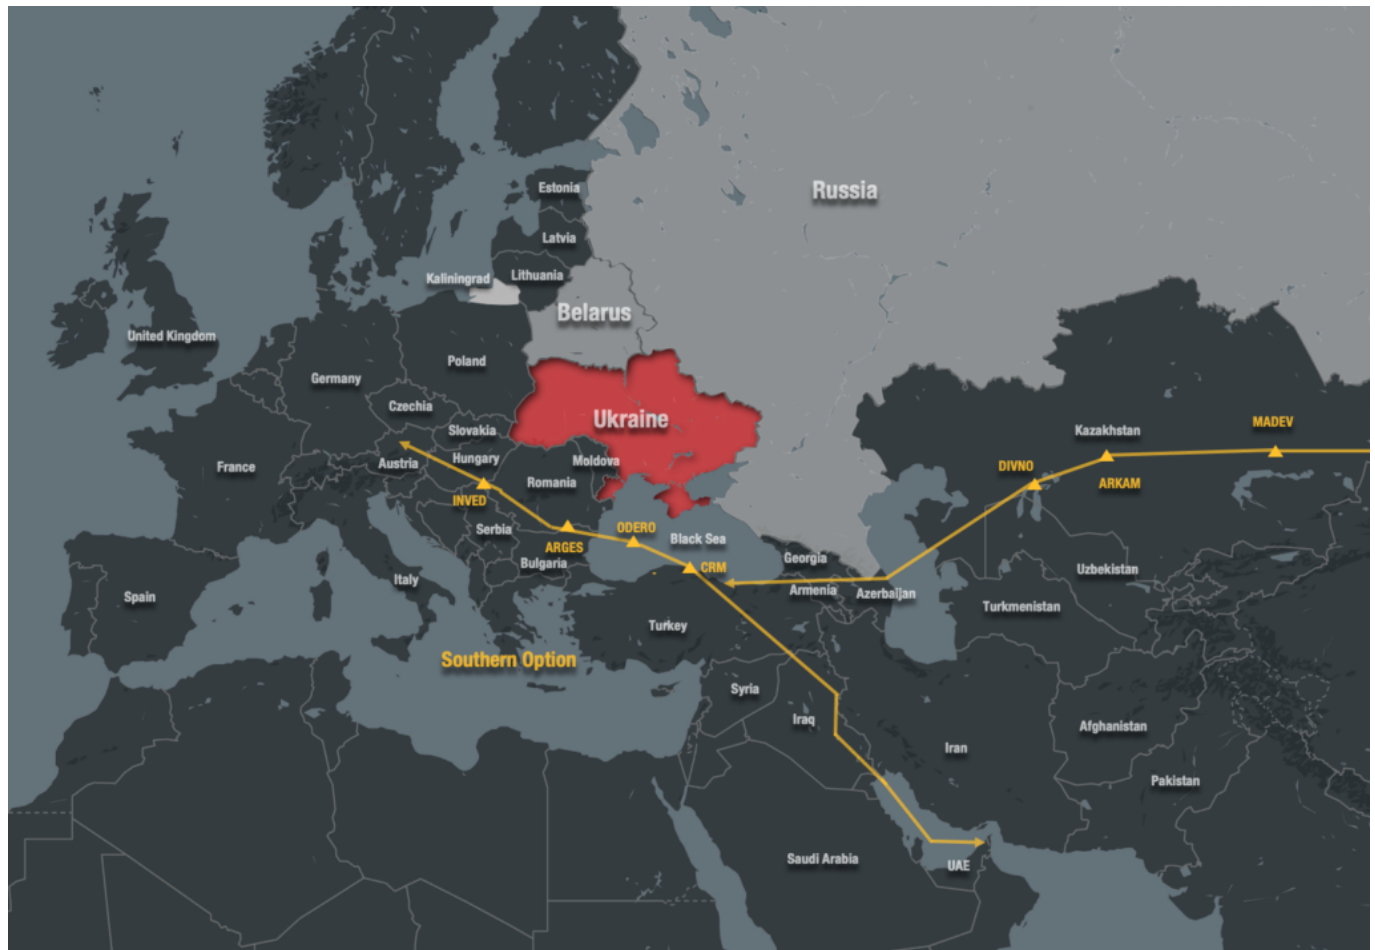 Estonia
Russia
Latvia
Kaliningrad
Lithuania
Belarus
United Kingdom
Poland
Germany
Czechia
Ukraine
MADEV
Slovakia
Kazakhstan
Hungary
Moldova
Austria
France
DIVNO
Romania
ARKAM
INVED
Serbia
ODERO
Black Sea
ARGES
Georgia
Bulgaria
CRM
Uzbekistan
Italy
Armenia
Azerbaijan
Spain
Turkmenistan
Turkey
Southern Option
Syria
Iraq
Afghanistan
Iran
Pakistan
Saudi Arabia
UAE